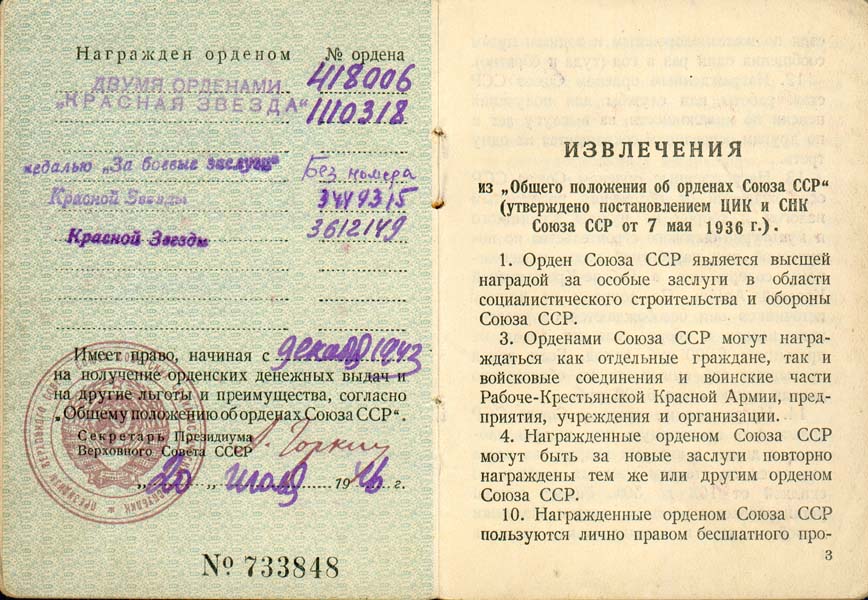 Награжден орденом № ордена
ДВУМЯ ОРДЕНАМИ 418006
„КРАСНАЯ ЗВЕЗДА“ 1110318
медалью „За боевые заслуги“ Без номера
Красной Звезды
Красной Звезды 3612149
Имеет право, начиная с декабря 1943
на получение орденских денежных выдач и
на другие льготы и преимущества, согласно
„Общему положению об орденах Союза ССР“.
Секретарь Президиума
Верховного Совета СССР А. Горкин
„20“ июля 1946 г.
№ 733848
ИЗВЛЕЧЕНИЯ
из „Общего положения об орденах Союза ССР“
(утверждено постановлением ЦИК и СНК
Союза ССР от 7 мая 1936 г.).
1. Орден Союза ССР является высшей
наградой за особые заслуги в области
социалистического строительства и обороны
Союза ССР.
3. Орденами Союза ССР могут награ-
ждаться как отдельные граждане, так и
войсковые соединения и воинские части
Рабоче-Крестьянской Красной Армии, пред-
приятия, учреждения и организации.
4. Награжденные орденом Союза ССР
могут быть за новые заслуги повторно
награждены тем же или другим орденом
Союза ССР.
10. Награжденные орденом Союза ССР
пользуются лично правом бесплатного про-
3